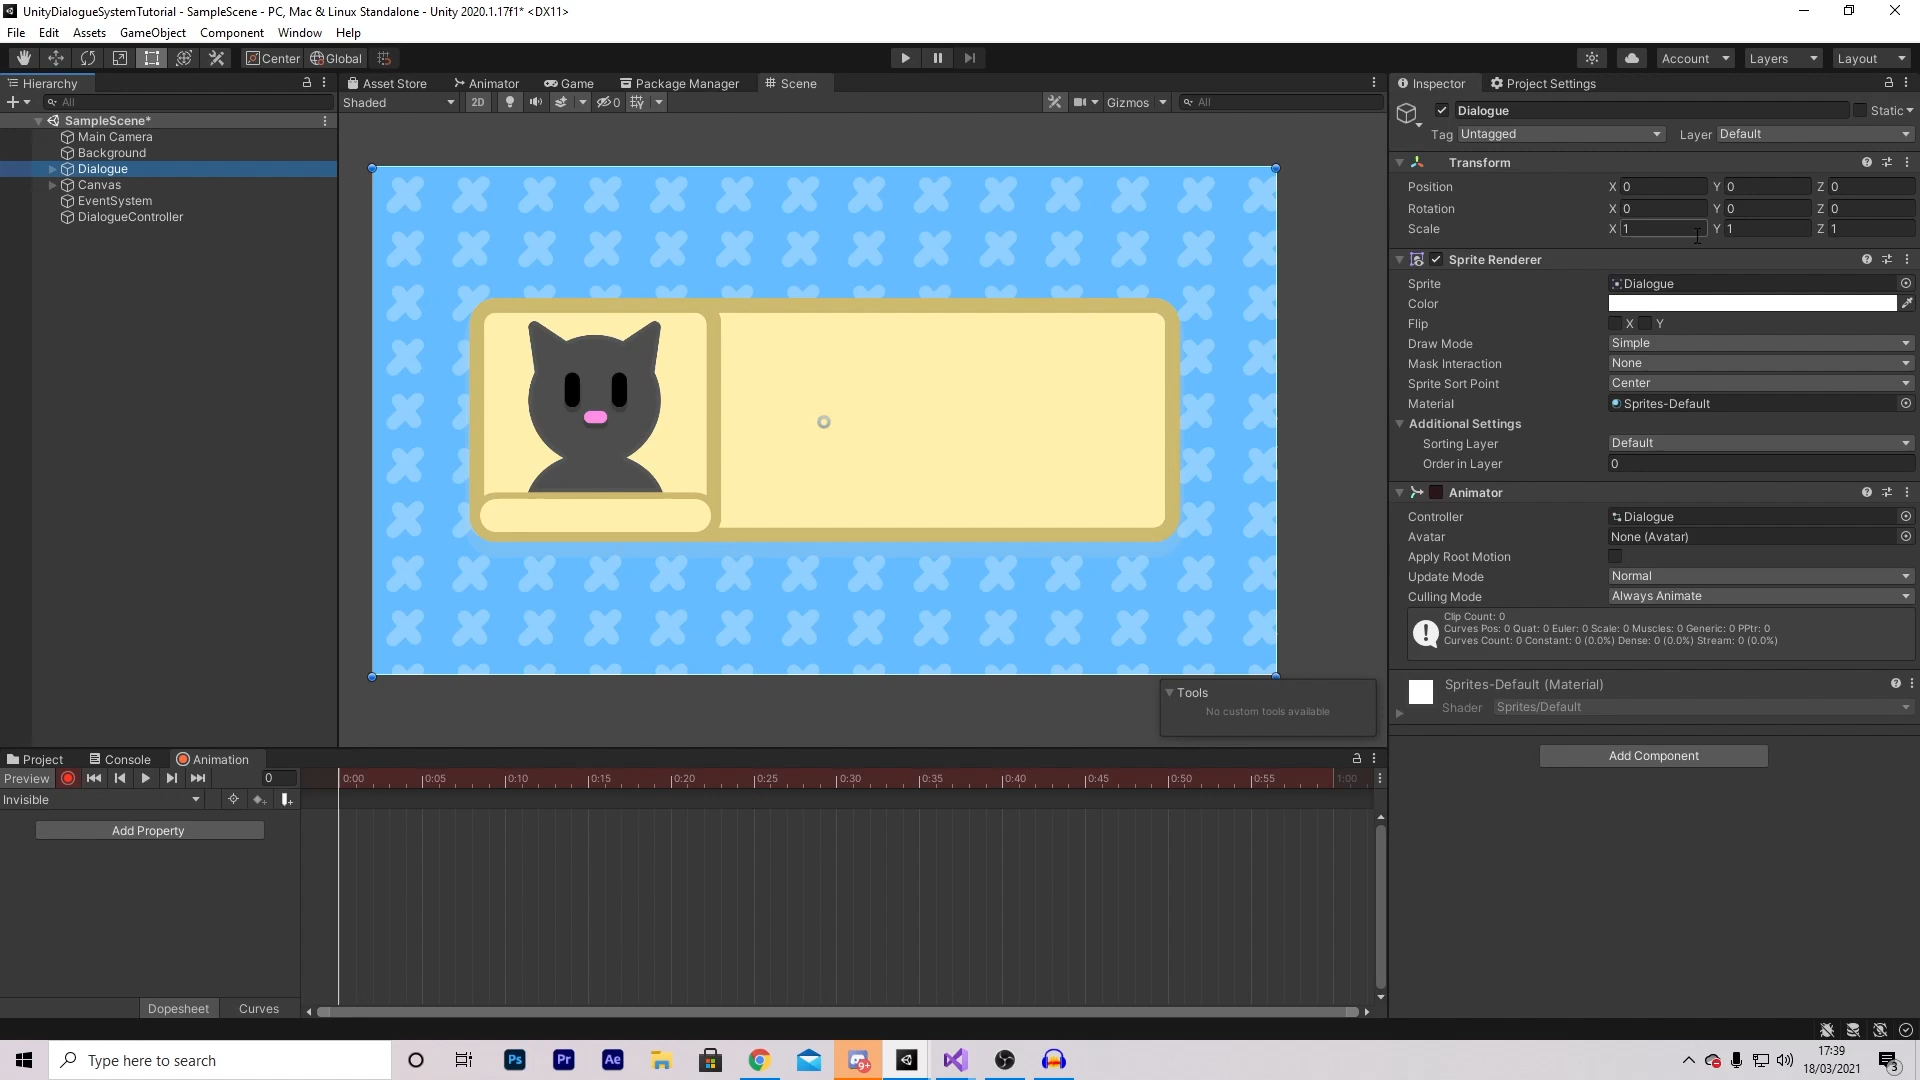 UnityDialogueSystemTutorial - SampleScene - PC, Mac & Linux Standalone - Unity 2020.1.17f1* <DX11>
File Edit Assets GameObject Component Window Help
Center Global Account Layers Layout
Hierarchy
Asset Store Animator Game Package Manager Scene
Inspector Project Settings
All
Shaded 2D 0 Gizmos All
SampleScene*
Main Camera
Background
Dialogue
Canvas
EventSystem
DialogueController
Dialogue Static
Tag Untagged Layer Default
Transform
Position X 0 Y 0 Z 0
Rotation X 0 Y 0 Z 0
Scale X 1 Y 1 Z 1
Sprite Renderer
Sprite Dialogue
Color
Flip X Y
Draw Mode Simple
Mask Interaction None
Sprite Sort Point Center
Material Sprites-Default
Additional Settings
Sorting Layer Default
Order in Layer 0
Animator
Controller Dialogue
Avatar None (Avatar)
Apply Root Motion
Update Mode Normal
Culling Mode Always Animate
Clip Count: 0
Curves Pos: 0 Quat: 0 Euler: 0 Scale: 0 Muscles: 0 Generic: 0 PPtr: 0
Curves Count: 0 Constant: 0 (0.0%) Dense: 0 (0.0%) Stream: 0 (0.0%)
Sprites-Default (Material)
Shader Sprites/Default
Add Component
Tools
No custom tools available
Project Console Animation
Preview 0 0:00 0:05 0:10 0:15 0:20 0:25 0:30 0:35 0:40 0:45 0:50 0:55 1:00
Invisible
Add Property
Dopesheet Curves
Type here to search
Ps Pr Ae 9+
17:39
18/03/2021
3